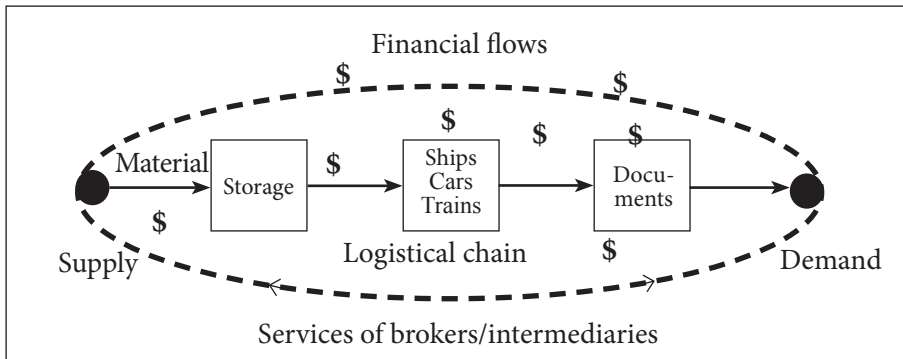 Financial flows
$ $
$ $ $
Material
$
Storage
Ships
Cars
Trains
Docu-
ments
$ $
Supply
Logistical chain
Demand
Services of brokers/intermediaries